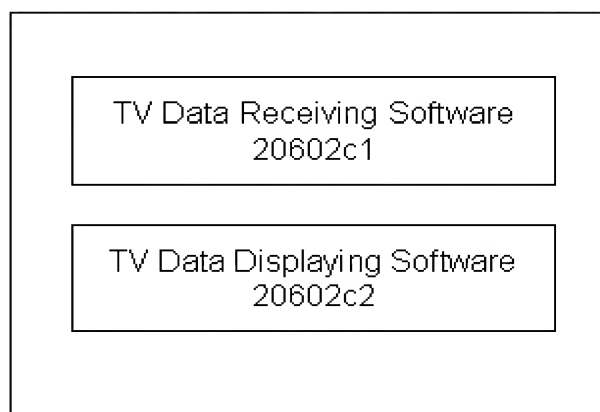 TV Data Receiving Software
20602c1
TV Data Displaying Software
20602c2